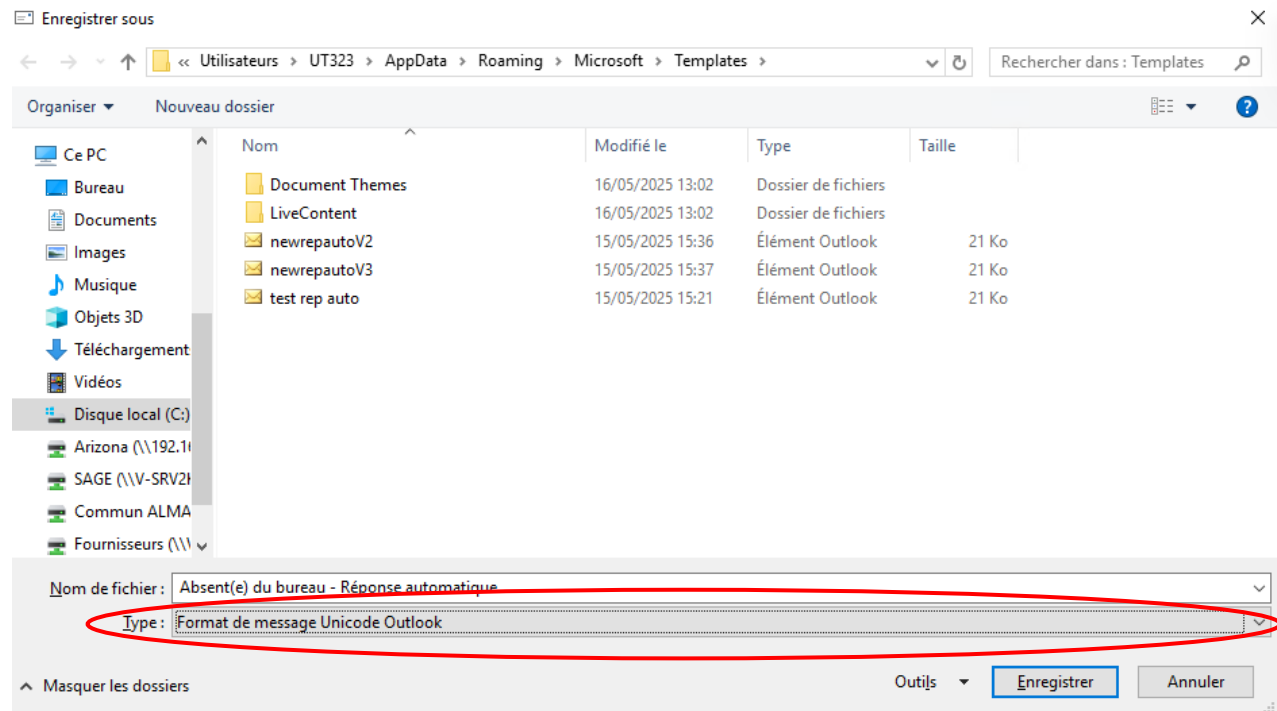 Enregistrer sous
« Utilisateurs > UT323 > AppData > Roaming > Microsoft > Templates >
Rechercher dans : Templates
Organiser
Nouveau dossier
Ce PC
Bureau
Documents
Images
Musique
Objets 3D
Téléchargement
Vidéos
Disque local (C:)
Arizona (\\192.16
SAGE (\\V-SRV2
Commun ALMA
Fournisseurs (\\
Nom Modifié le Type Taille
Document Themes 16/05/2025 13:02 Dossier de fichiers
LiveContent 16/05/2025 13:02 Dossier de fichiers
newrepautoV2 15/05/2025 15:36 Élément Outlook 21 Ko
newrepautoV3 15/05/2025 15:37 Élément Outlook 21 Ko
test rep auto 15/05/2025 15:21 Élément Outlook 21 Ko
Nom de fichier : Absent(e) du bureau - Réponse automatique
Type : Format de message Unicode Outlook
Masquer les dossiers
Outils
Enregistrer
Annuler